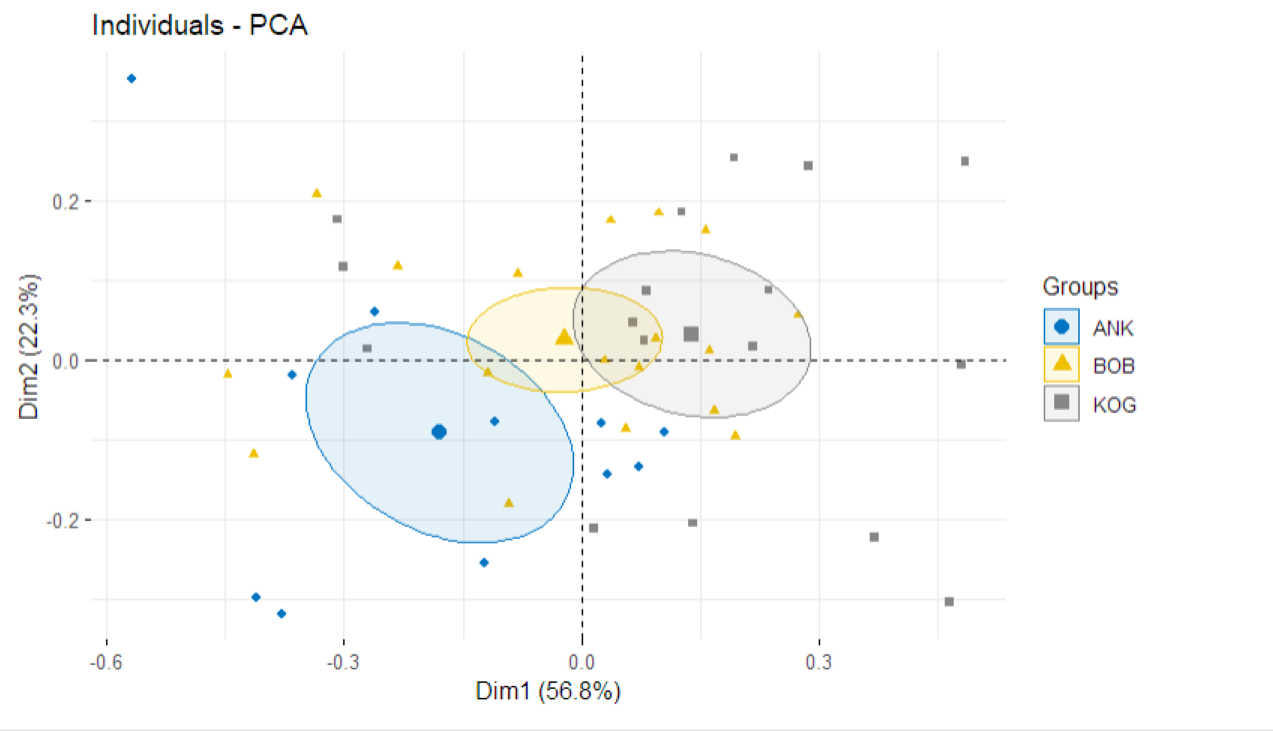 Individuals - PCA
0.2
0.0
-0.2
Dim2 (22.3%)
-0.6
-0.3
0.0
0.3
Dim1 (56.8%)
Groups
ANK
BOB
KOG